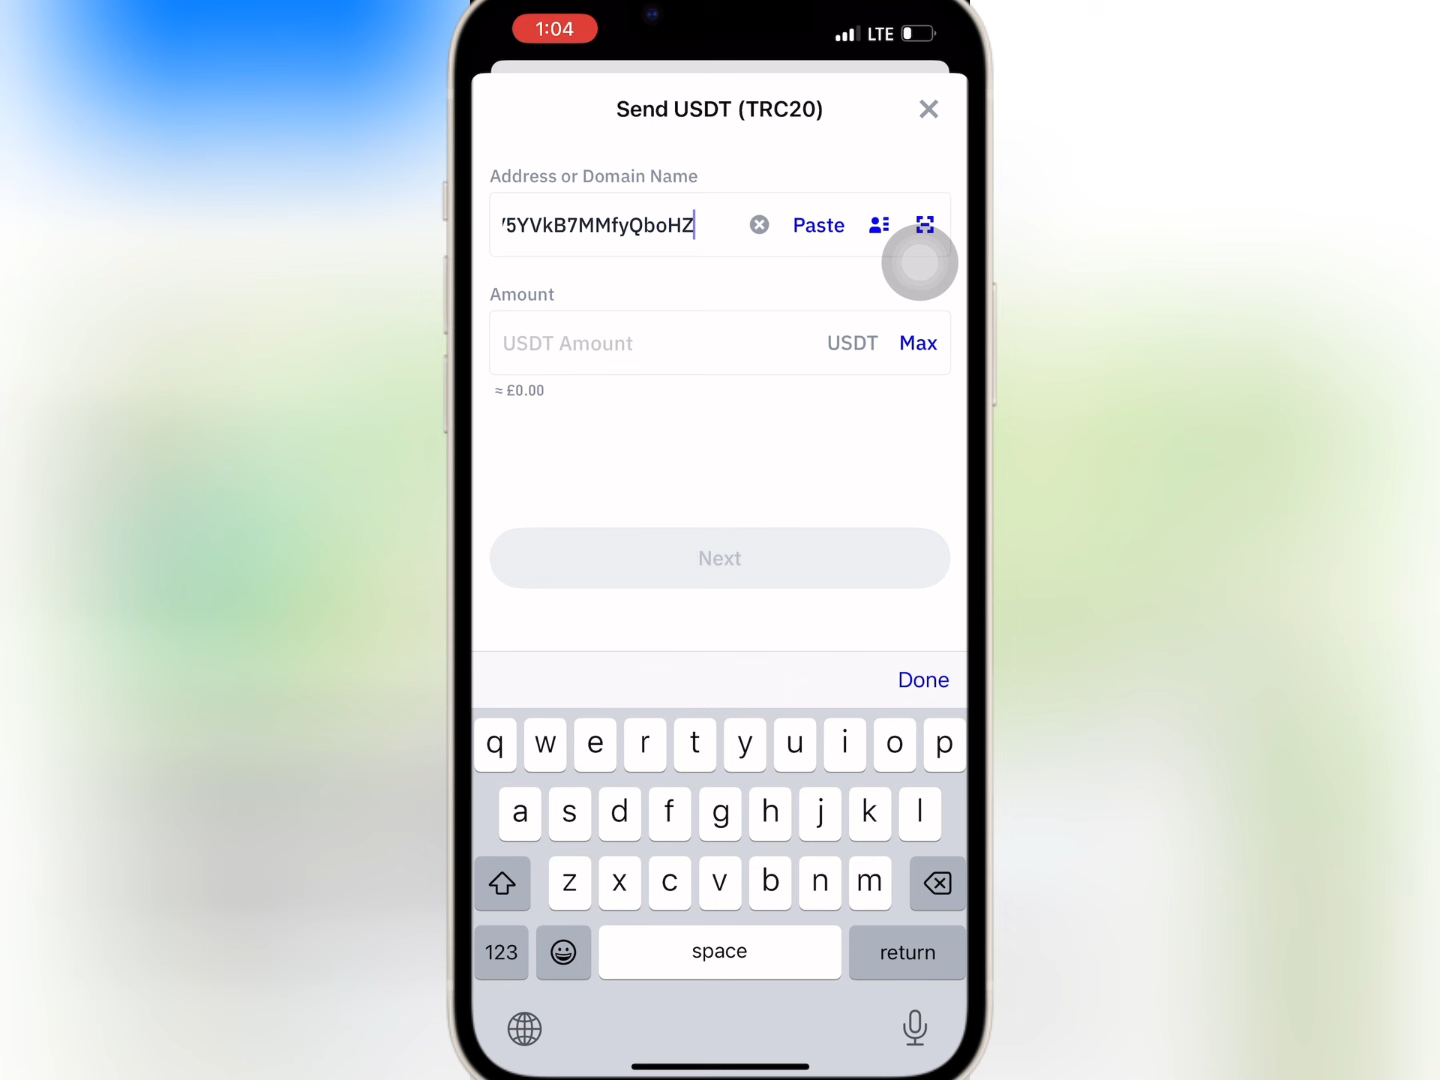 1:04 LTE
Send USDT (TRC20)
Address or Domain Name
5YVkB7MMfyQboHZ Paste
Amount
USDT Amount USDT Max
≈ £0.00
Next
Done
q w e r t y u i o p
a s d f g h j k l
z x c v b n m
123 space return